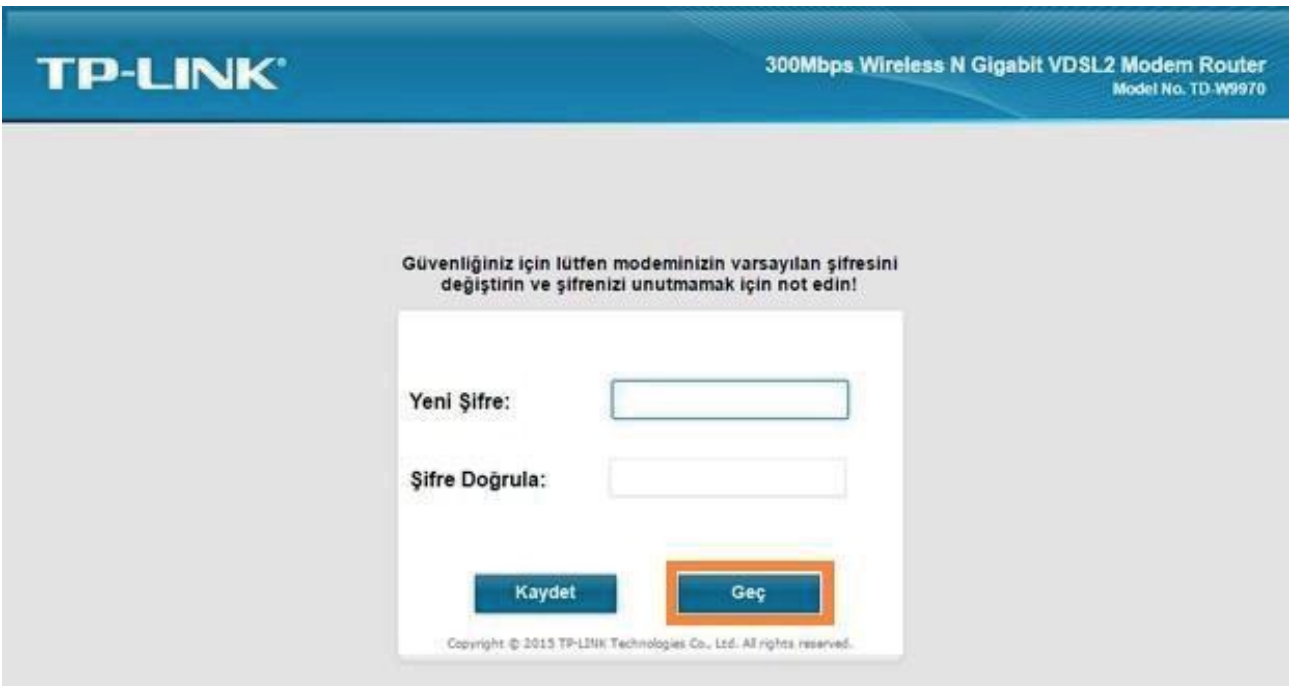 TP-LINK
300Mbps Wireless N Gigabit VDSL2 Modem Router
Model No. TD-W9970
Güvenliğiniz için lütfen modeminizin varsayılan şifresini
değiştirin ve şifrenizi unutmamak için not edin!
Yeni Şifre:
Şifre Doğrula:
Kaydet
Geç
Copyright © 2015 TP-LINK Technologies Co., Ltd. All rights reserved.